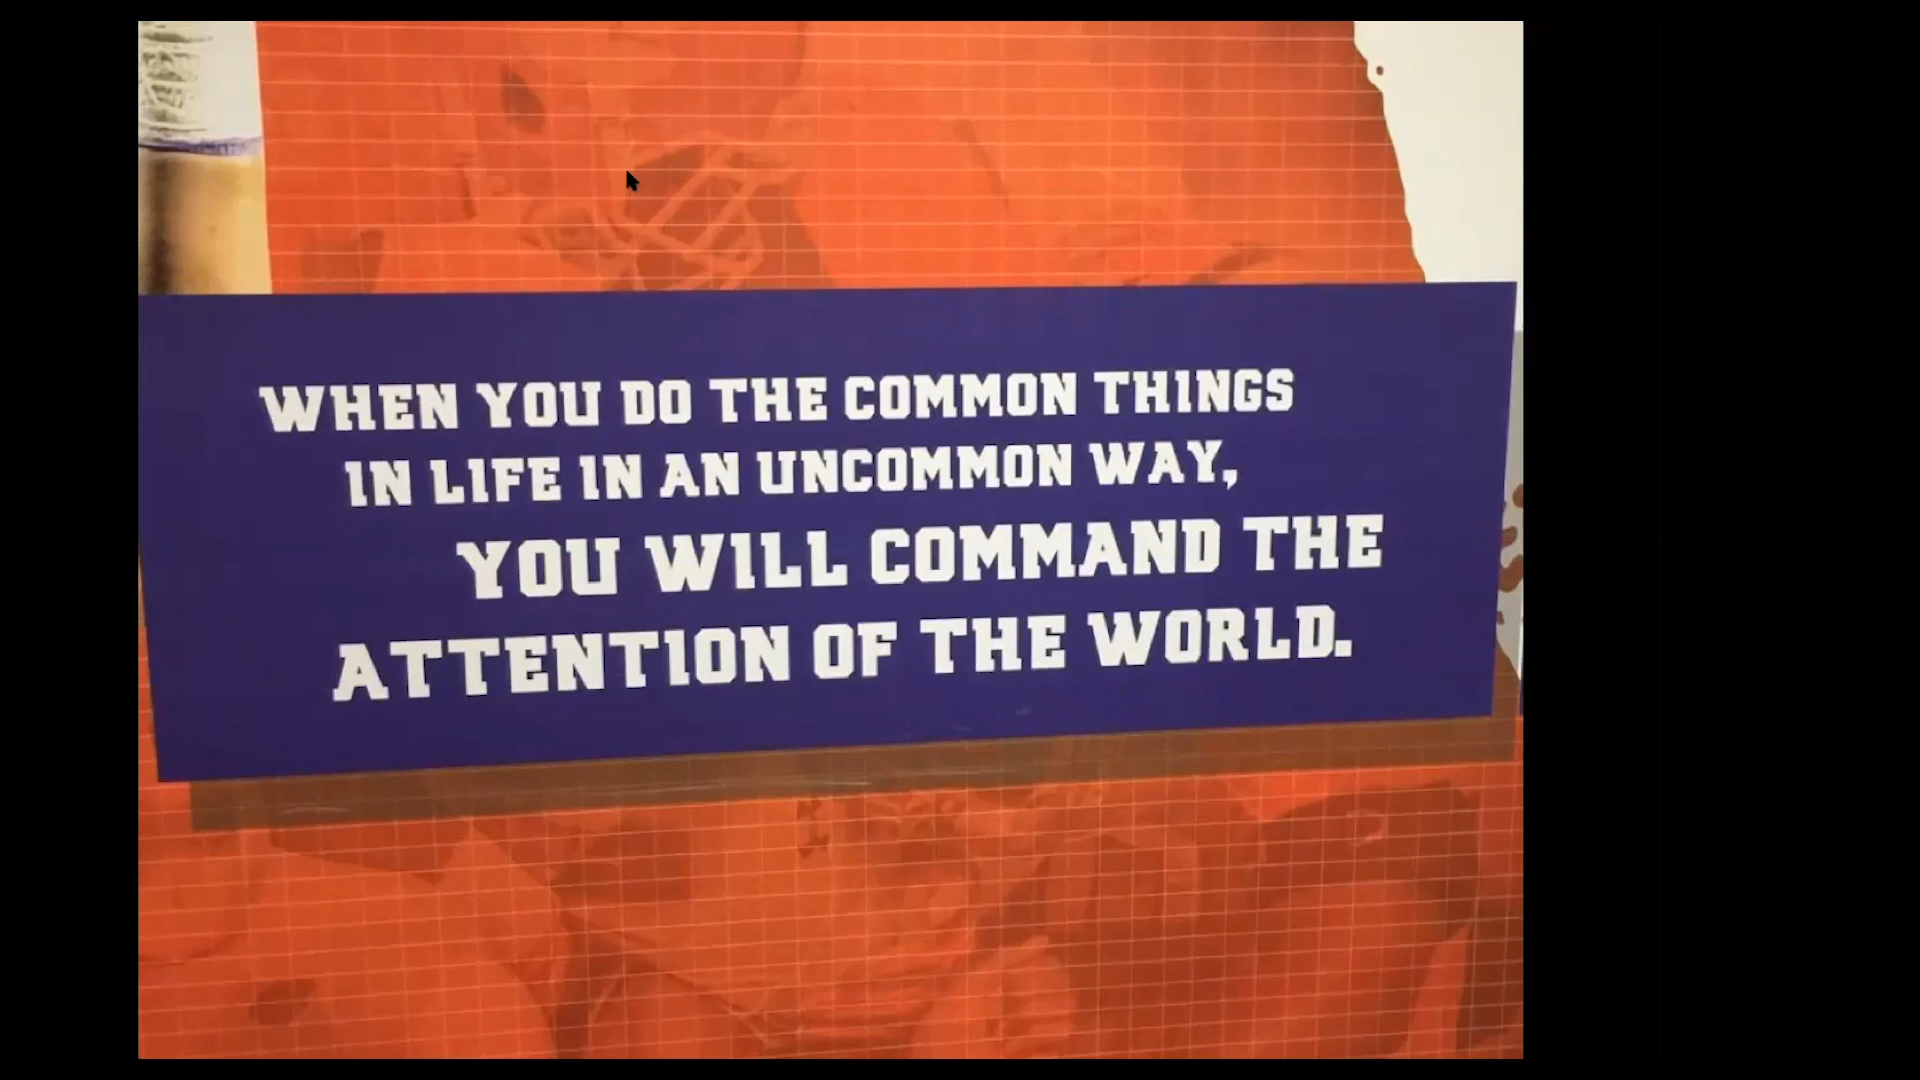 WHEN YOU DO THE COMMON THINGS
IN LIFE IN AN UNCOMMON WAY,
YOU WILL COMMAND THE
ATTENTION OF THE WORLD.